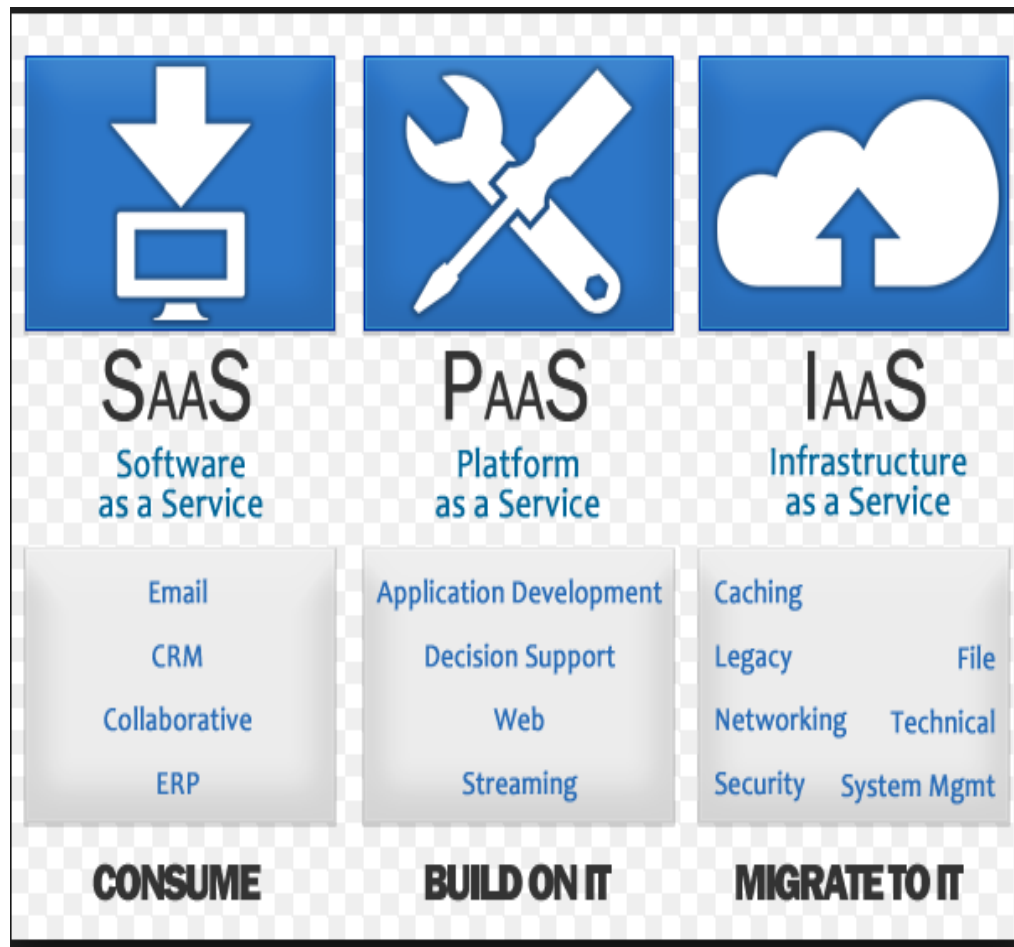 SAAS
Software
as a Service
Email
CRM
Collaborative
ERP
CONSUME
PAAS
Platform
as a Service
Application Development
Decision Support
Web
Streaming
BUILD ON IT
IAAS
Infrastructure
as a Service
Caching
Legacy File
Networking Technical
Security System Mgmt
MIGRATE TO IT